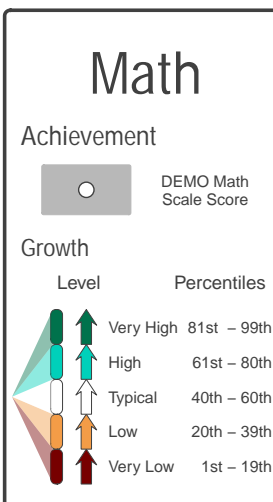 Math
Achievement
DEMO Math
Scale Score
Growth
Level Percentiles
Very High 81st – 99th
High 61st – 80th
Typical 40th – 60th
Low 20th – 39th
Very Low 1st – 19th